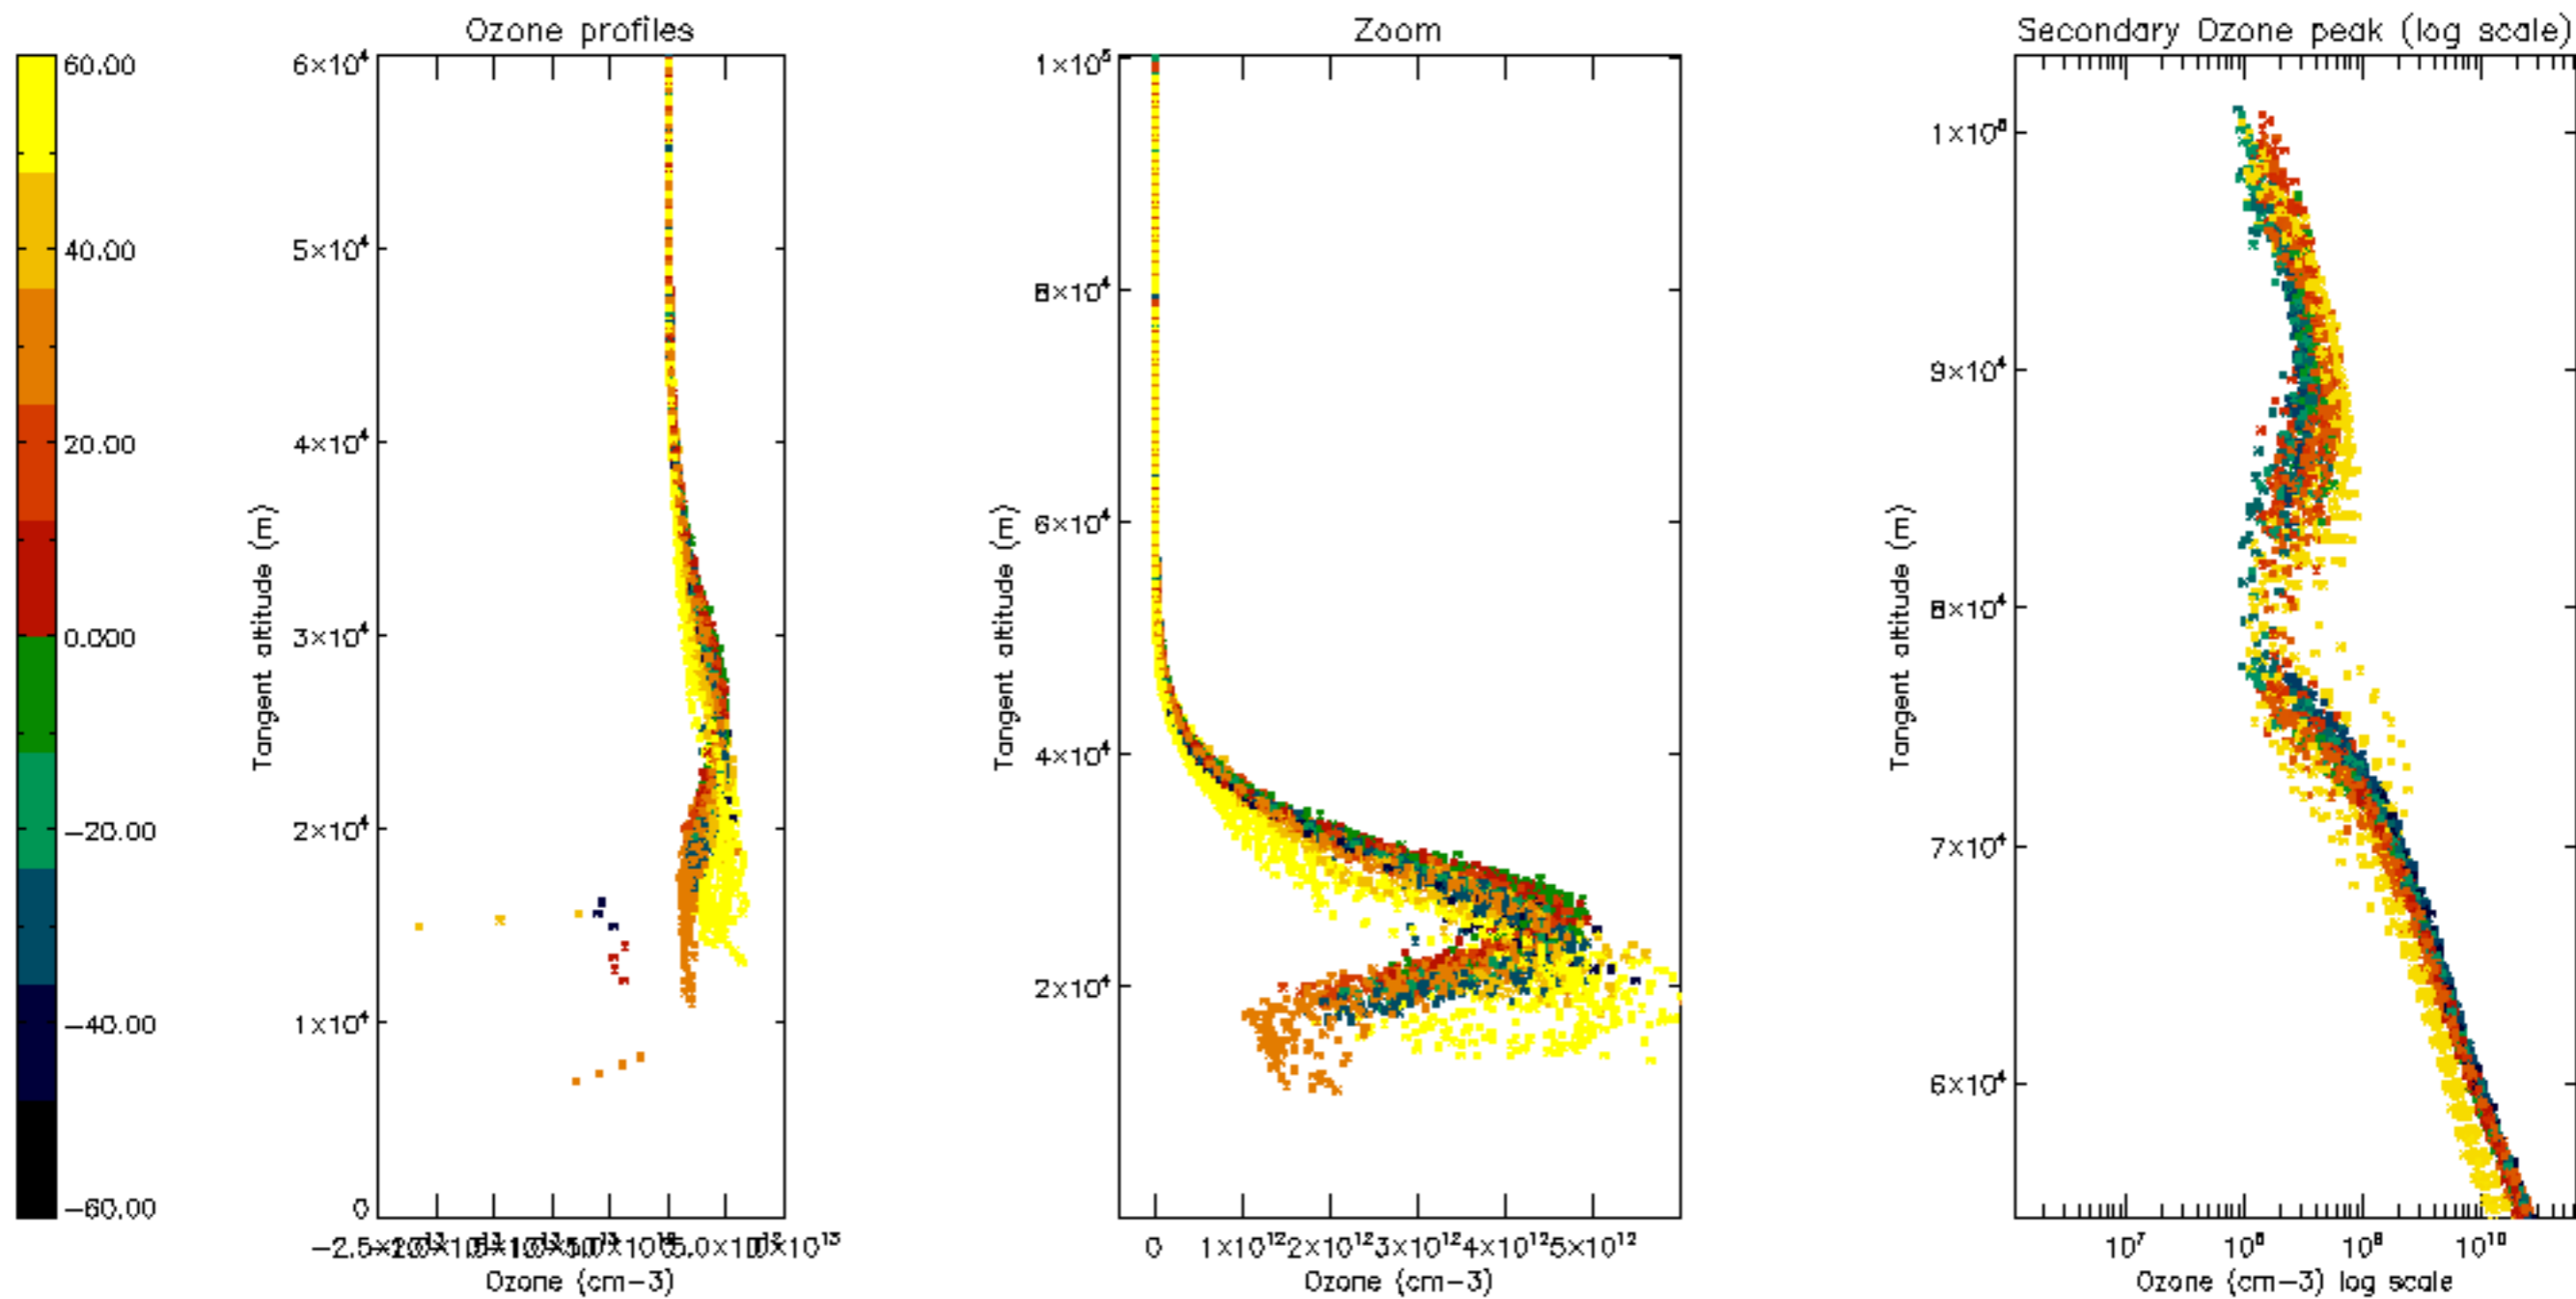 Ozone profiles
Zoom
Secondary Ozone peak (log scale)
60.00
40.00
20.00
0.000
-20.00
-40.00
-60.00
6×10⁴
5×10⁴
4×10⁴
3×10⁴
2×10⁴
1×10⁴
0
Tangent altitude (m)
Ozone (cm-3)
1×10⁵
8×10⁴
6×10⁴
4×10⁴
2×10⁴
Tangent altitude (m)
0 1×10¹² 2×10¹² 3×10¹² 4×10¹² 5×10¹²
Ozone (cm-3)
9×10⁴
8×10⁴
7×10⁴
6×10⁴
Tangent altitude (m)
10⁷ 10⁸ 10⁹ 10¹⁰
Ozone (cm-3) log scale